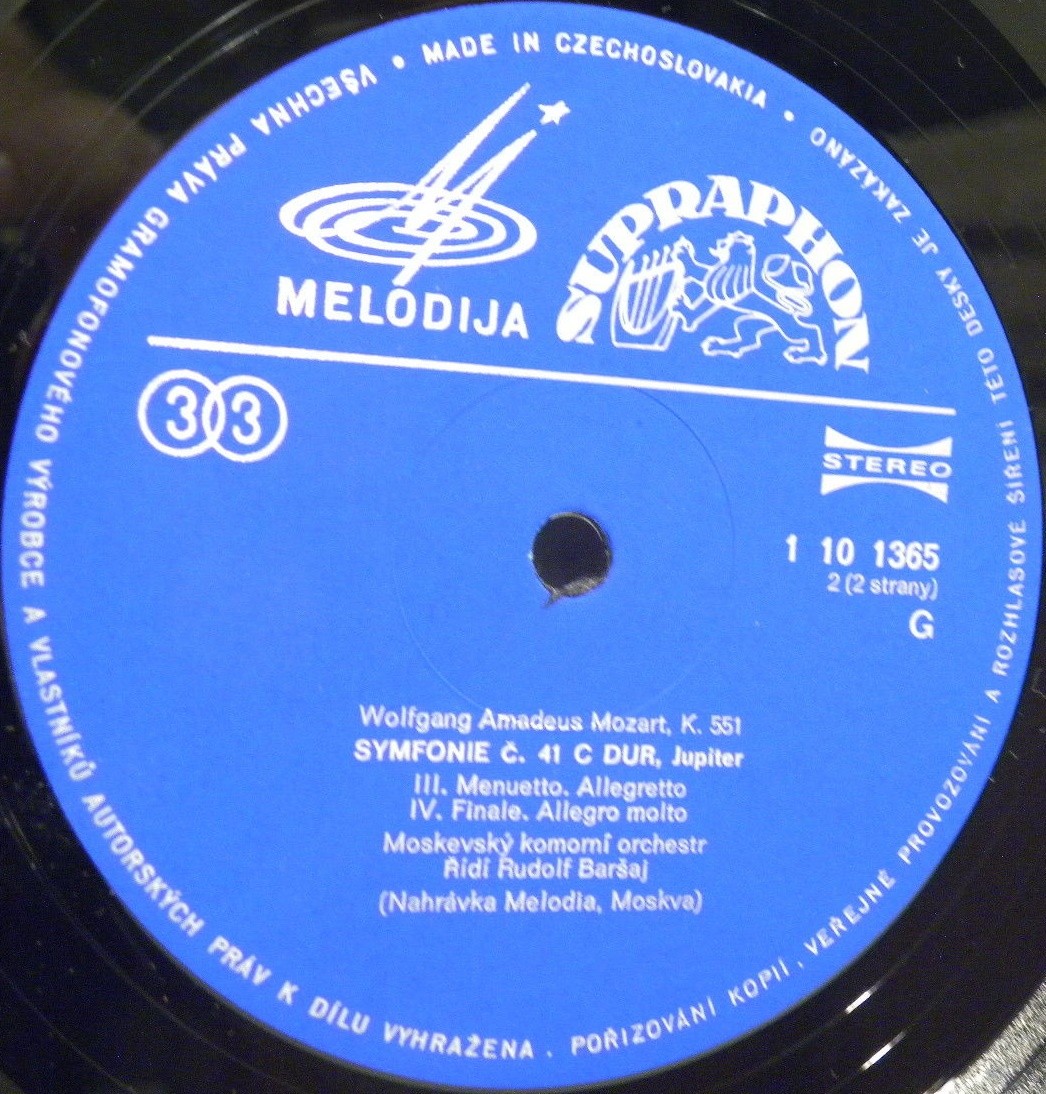 VŠECHNA PRÁVA GRAMOFONOVÉHO VÝROBCE A VLASTNÍKŮ AUTORSKÝCH PRÁV K DÍLU VYHRAŽENA . POŘIZOVÁNÍ KOPIÍ . VEŘEJNÉ PROVOZOVÁNÍ A ROZHLASOVÉ ŠÍŘENÍ TÉTO DESKY JE ZAKÁZÁNO • MADE IN CZECHOSLOVAKIA •
MELODIJA
SUPRAPHON
33
STEREO
1 10 1365
2 (2 strany)
G
Wolfgang Amadeus Mozart, K. 551
SYMFONIE Č. 41 C DUR, Jupiter
III. Menuetto. Allegretto
IV. Finale. Allegro molto
Moskevský komorní orchestr
Řídí Rudolf Baršaj
(Nahrávka Melodia, Moskva)